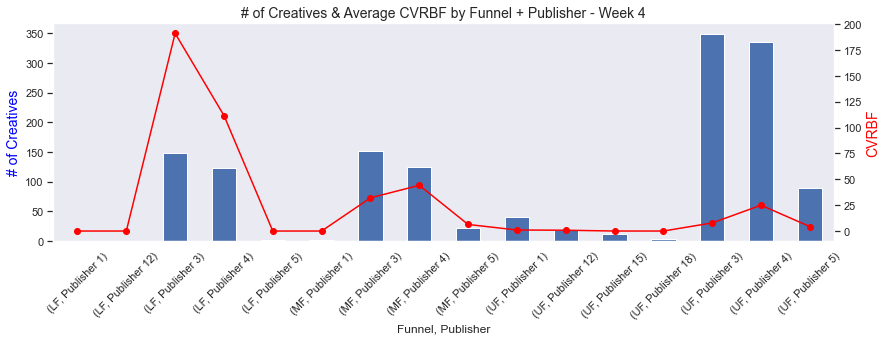 # of Creatives & Average CVRBF by Funnel + Publisher - Week 4
# of Creatives
350
300
250
200
150
100
50
0
200
175
150
125
100
75
50
25
0
CVRBF
(LF, Publisher 1)
(LF, Publisher 12)
(LF, Publisher 3)
(LF, Publisher 4)
(LF, Publisher 5)
(MF, Publisher 1)
(MF, Publisher 3)
(MF, Publisher 4)
(MF, Publisher 5)
(UF, Publisher 1)
(UF, Publisher 12)
(UF, Publisher 15)
(UF, Publisher 18)
(UF, Publisher 3)
(UF, Publisher 4)
(UF, Publisher 5)
Funnel, Publisher